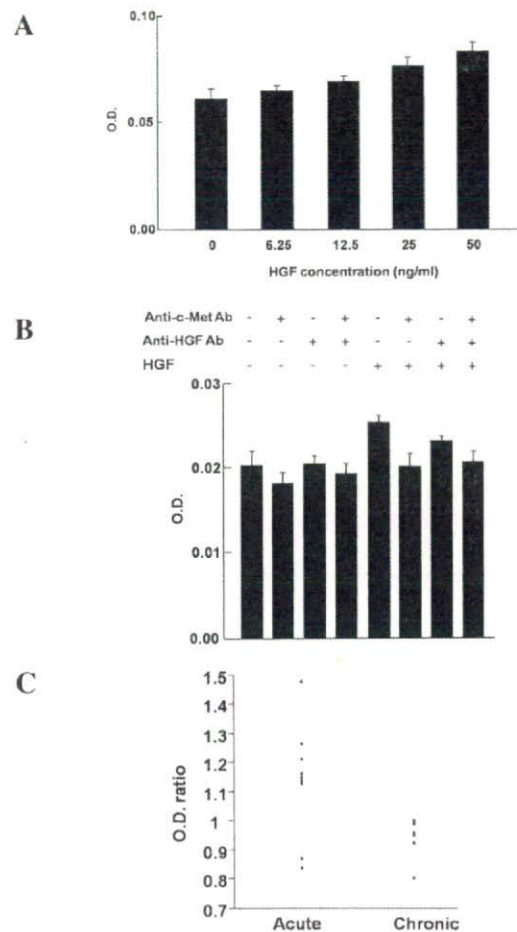 A
0.10
0.05
0.00
O.D.
0 6.25 12.5 25 50
HGF concentration (ng/ml)
B
Anti-c-Met Ab - + - + - + - +
Anti-HGF Ab - - + + - - + +
HGF - - - - + + + +
0.03
0.02
0.01
0.00
O.D.
C
1.5
1.4
1.3
1.2
1.1
1
0.9
0.8
0.7
O.D. ratio
Acute Chronic